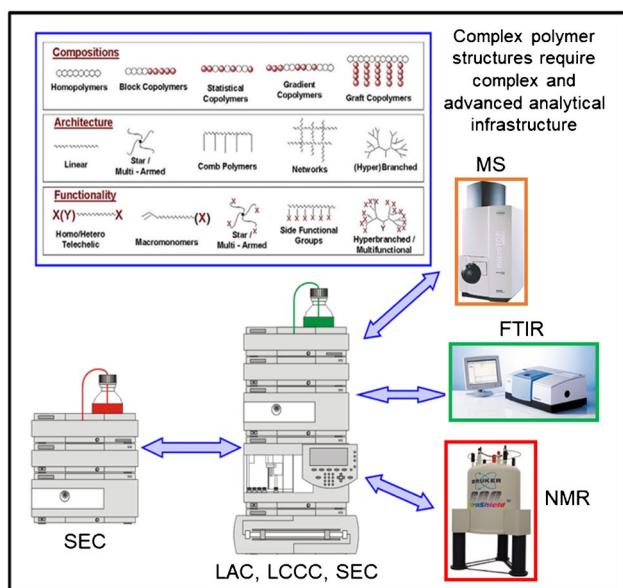 Compositions
Homopolymers
Block Copolymers
Statistical
Copolymers
Gradient
Copolymers
Graft Copolymers
Architecture
Linear
Star /
Multi - Armed
Comb Polymers
Networks
(Hyper)Branched
Functionality
X(Y)
X
(X)
X
X
X
X
X X X X X X
Y
Homo/Hetero
Telechelic
Macromonomers
Star /
Multi - Armed
Side Functional
Groups
Hyperbranched /
Multifunctional
Complex polymer
structures require
complex and
advanced analytical
infrastructure
MS
FTIR
BRUKER
NMR
SEC
LAC, LCCC, SEC